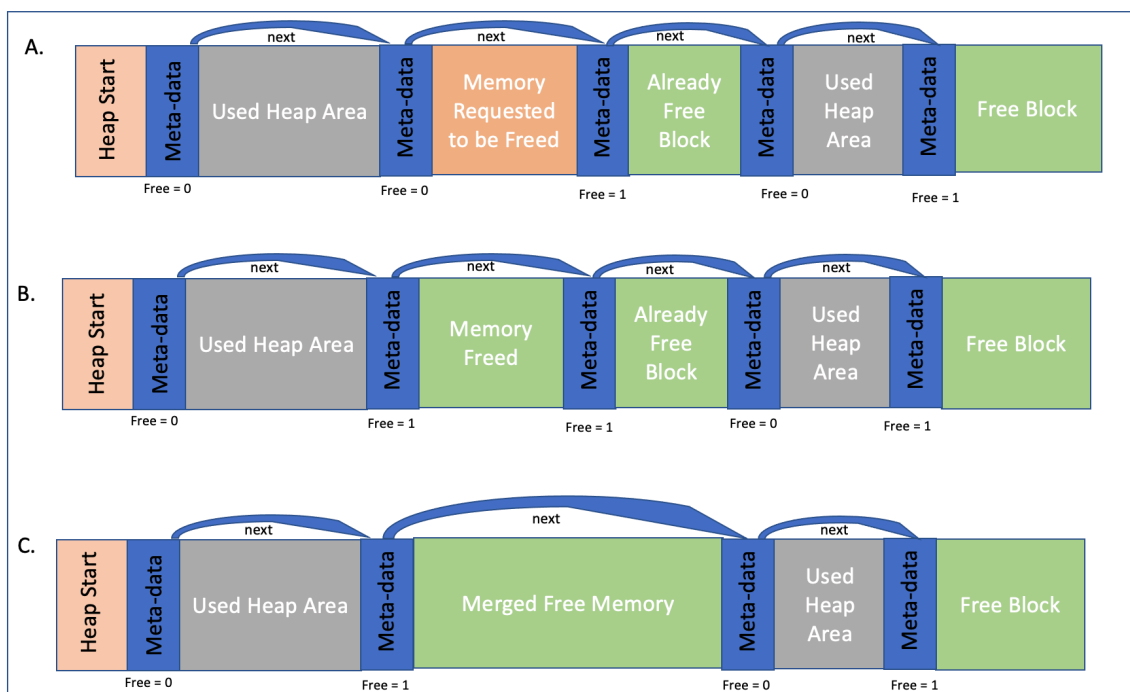 A.
next
next
next
next
Heap Start
Meta-data
Used Heap Area
Meta-data
Memory
Requested
to be Freed
Meta-data
Already
Free
Block
Meta-data
Used
Heap
Area
Meta-data
Free Block
Free = 0
Free = 0
Free = 1
Free = 0
Free = 1
B.
next
next
next
next
Heap Start
Meta-data
Used Heap Area
Meta-data
Memory
Freed
Meta-data
Already
Free
Block
Meta-data
Used
Heap
Area
Meta-data
Free Block
Free = 0
Free = 1
Free = 1
Free = 0
Free = 1
C.
next
next
next
Heap Start
Meta-data
Used Heap Area
Meta-data
Merged Free Memory
Meta-data
Used
Heap
Area
Meta-data
Free Block
Free = 0
Free = 1
Free = 0
Free = 1